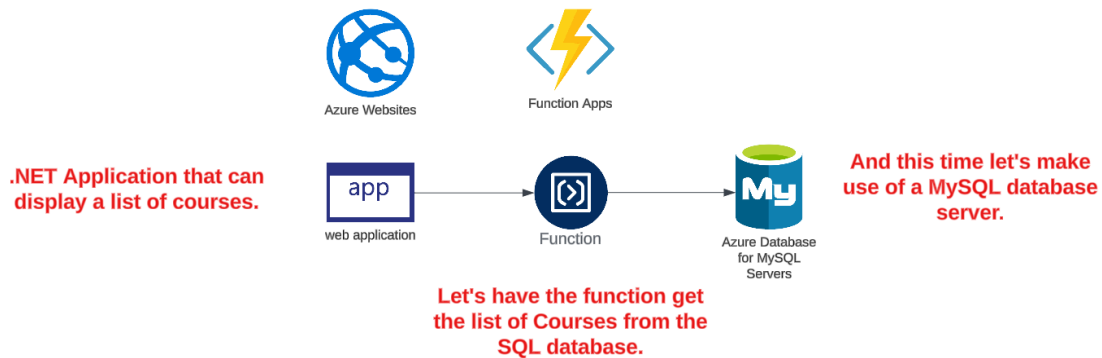 Azure Websites
Function Apps
.NET Application that can
display a list of courses.
app
web application
Function
My
Azure Database
for MySQL
Servers
And this time let's make
use of a MySQL database
server.
Let's have the function get
the list of Courses from the
SQL database.